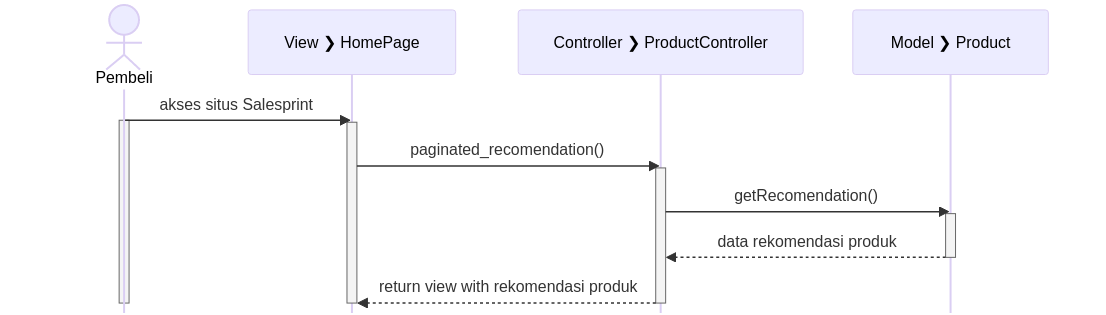 View ❯ HomePage
Controller ❯ ProductController
Model ❯ Product
Pembeli
akses situs Salesprint
paginated_recomendation()
getRecomendation()
data rekomendasi produk
return view with rekomendasi produk